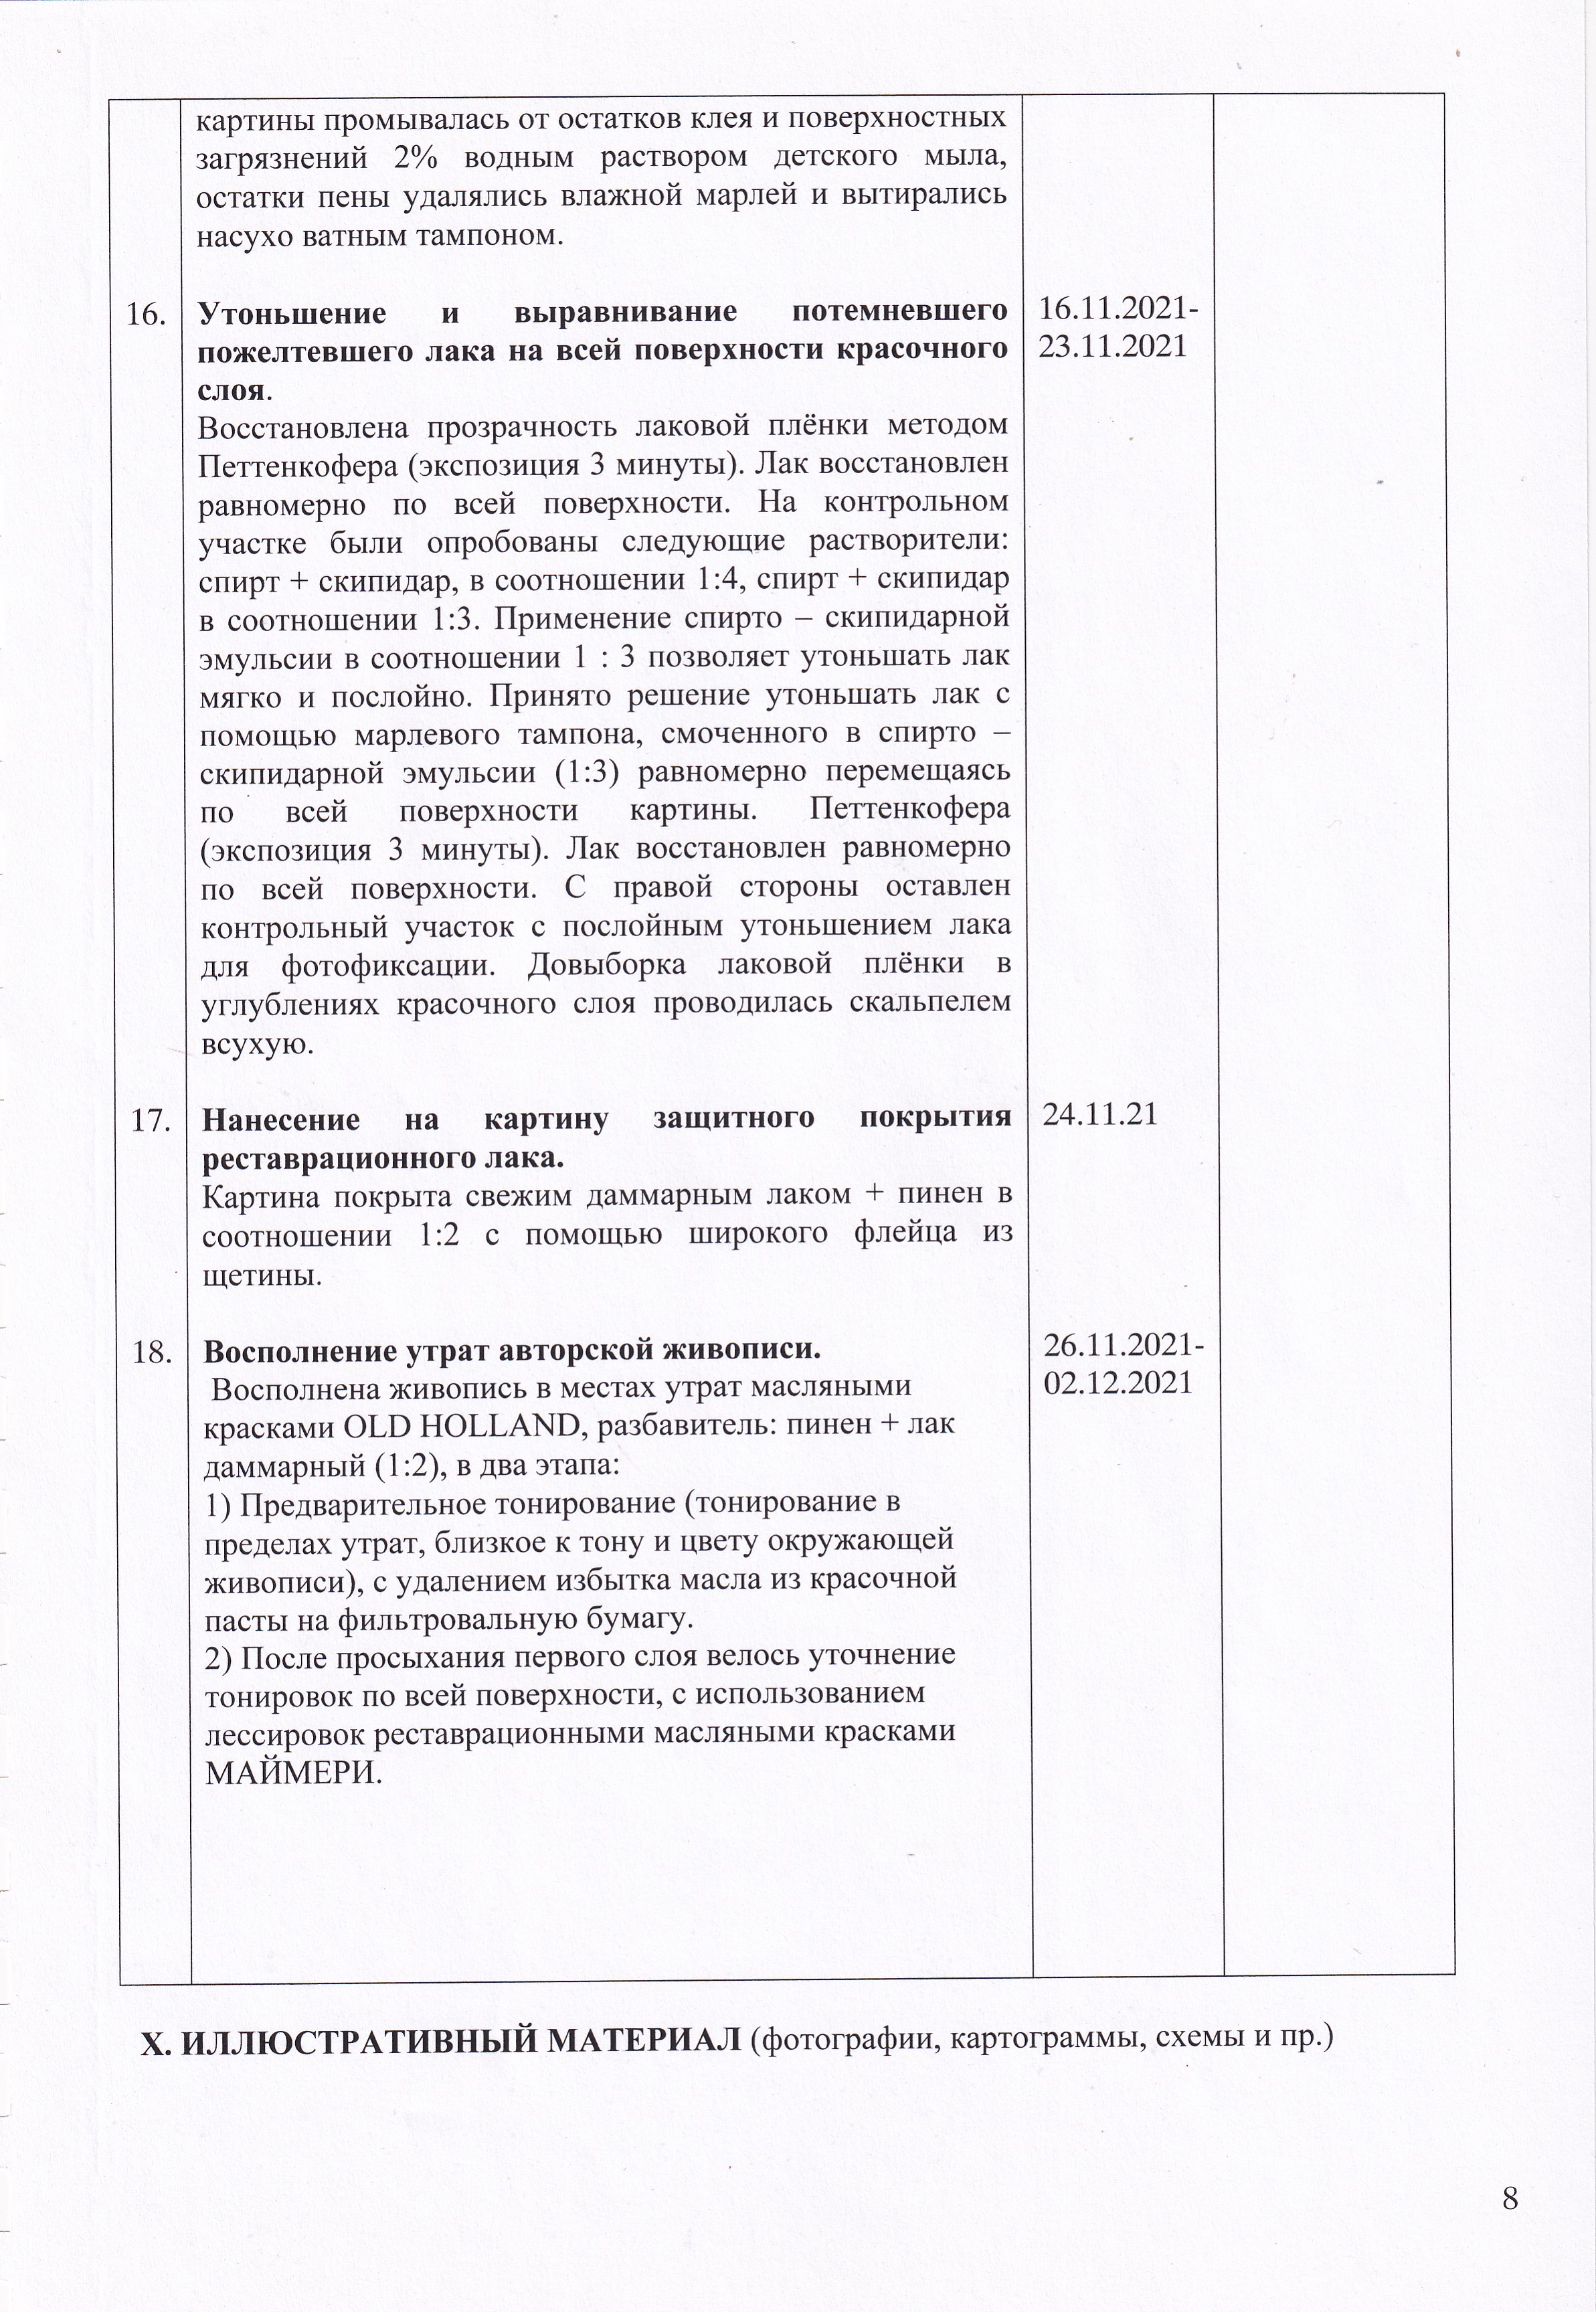 картины промывалась от остатков клея и поверхностных
загрязнений 2% водным раствором детского мыла,
остатки пены удалялись влажной марлей и вытирались
насухо ватным тампоном.
16. Утоньшение и выравнивание потемневшего 16.11.2021-
пожелтевшего лака на всей поверхности красочного 23.11.2021
слоя.
Восстановлена прозрачность лаковой плёнки методом
Петтенкофера (экспозиция 3 минуты). Лак восстановлен
равномерно по всей поверхности. На контрольном
участке были опробованы следующие растворители:
спирт + скипидар, в соотношении 1:4, спирт + скипидар
в соотношении 1:3. Применение спирто – скипидарной
эмульсии в соотношении 1 : 3 позволяет утоньшать лак
мягко и послойно. Принято решение утоньшать лак с
помощью марлевого тампона, смоченного в спирто –
скипидарной эмульсии (1:3) равномерно перемещаясь
по всей поверхности картины. Петтенкофера
(экспозиция 3 минуты). Лак восстановлен равномерно
по всей поверхности. С правой стороны оставлен
контрольный участок с послойным утоньшением лака
для фотофиксации. Довыборка лаковой плёнки в
углублениях красочного слоя проводилась скальпелем
всухую.
17. Нанесение на картину защитного покрытия 24.11.21
реставрационного лака.
Картина покрыта свежим даммарным лаком + пинен в
соотношении 1:2 с помощью широкого флейца из
щетины.
18. Восполнение утрат авторской живописи. 26.11.2021-
Восполнена живопись в местах утрат масляными 02.12.2021
красками OLD HOLLAND, разбавитель: пинен + лак
даммарный (1:2), в два этапа:
1) Предварительное тонирование (тонирование в
пределах утрат, близкое к тону и цвету окружающей
живописи), с удалением избытка масла из красочной
пасты на фильтровальную бумагу.
2) После просыхания первого слоя велось уточнение
тонировок по всей поверхности, с использованием
лессировок реставрационными масляными красками
МАЙМЕРИ.
X. ИЛЛЮСТРАТИВНЫЙ МАТЕРИАЛ (фотографии, картограммы, схемы и пр.)
8